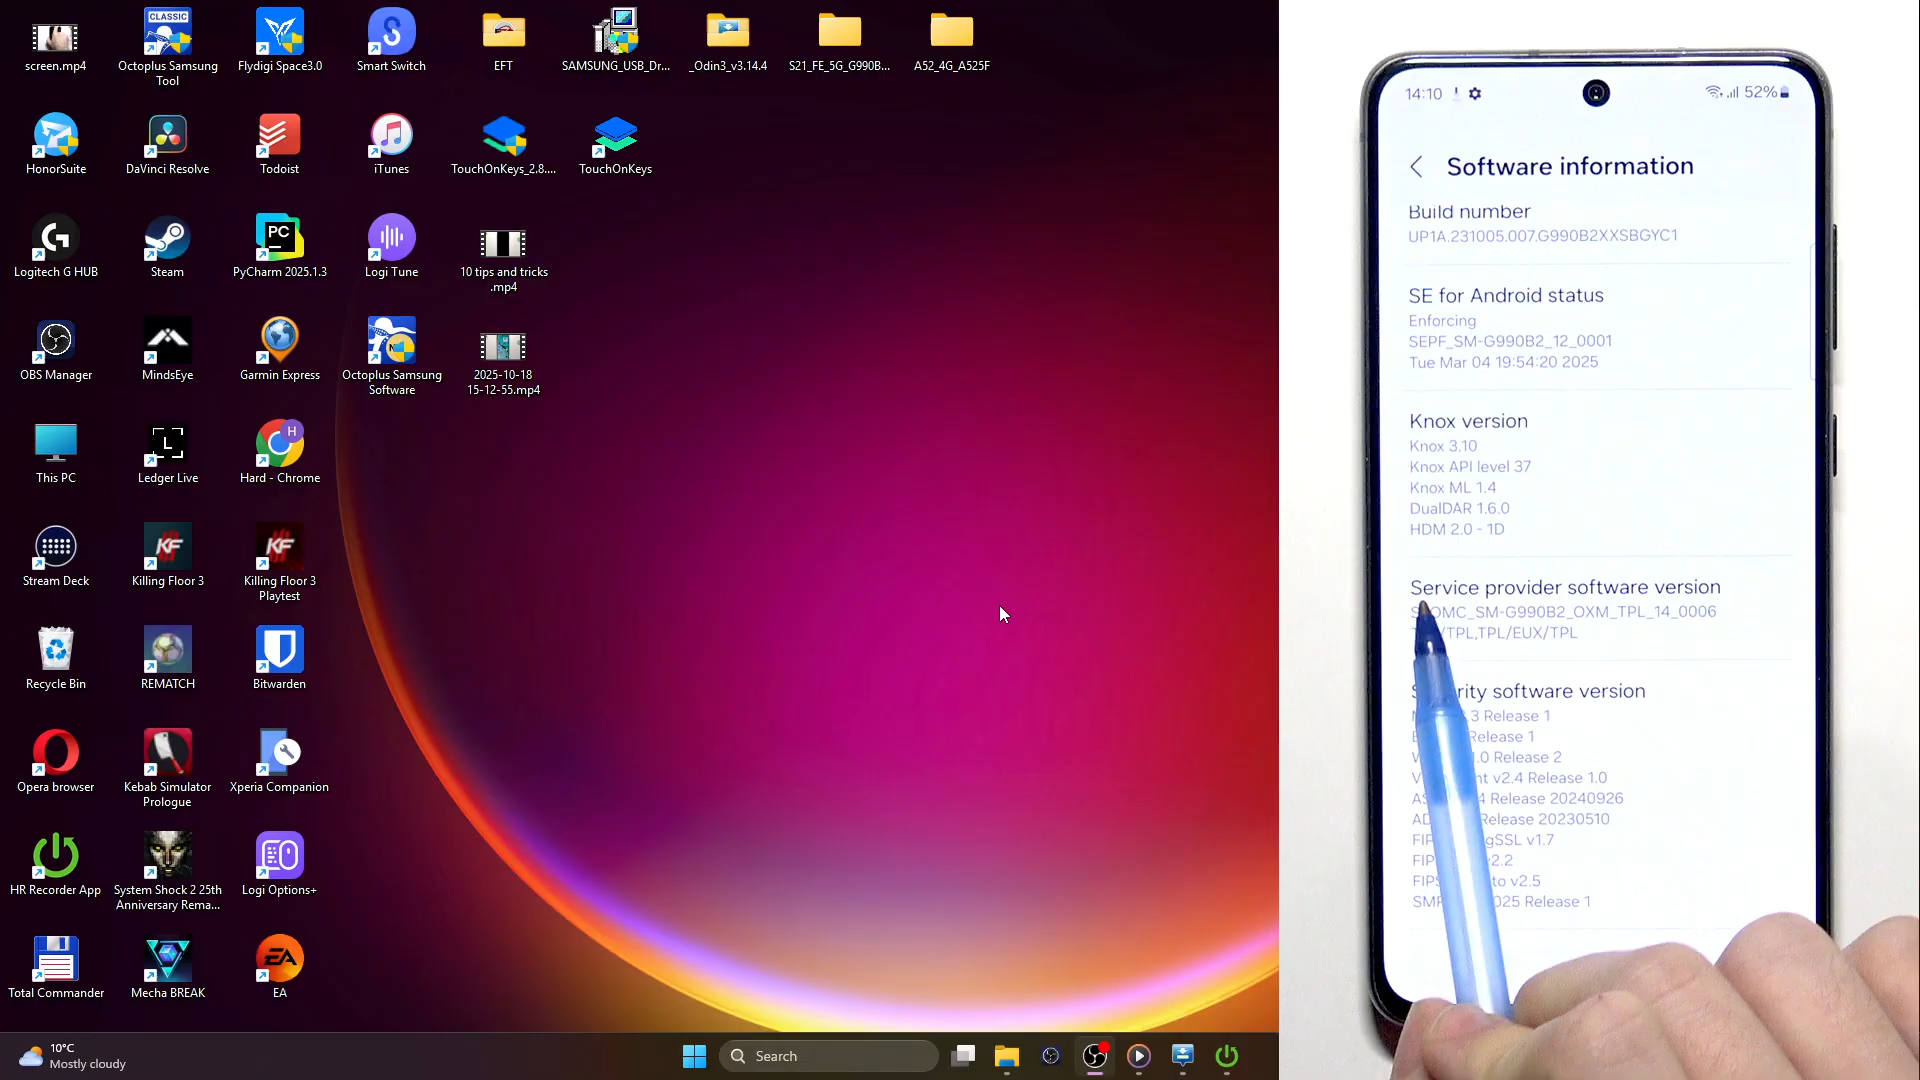 screen.mp4
Octoplus Samsung
Tool
Flydigi Space3.0
Smart Switch
EFT
SAMSUNG_USB_Dr...
_Odin3_v3.14.4
S21_FE_5G_G990B...
A52_4G_A525F
CLASSIC
HonorSuite
DaVinci Resolve
Todoist
iTunes
TouchOnKeys_2.8....
TouchOnKeys
Logitech G HUB
Steam
PC
PyCharm 2025.1.3
Logi Tune
10 tips and tricks
.mp4
OBS Manager
MindsEye
Garmin Express
Octoplus Samsung
Software
2025-10-18
15-12-55.mp4
This PC
L
Ledger Live
H
Hard - Chrome
Stream Deck
KF
Killing Floor 3
KF
Killing Floor 3
Playtest
Recycle Bin
REMATCH
Bitwarden
Opera browser
Kebab Simulator
Prologue
Xperia Companion
HR Recorder App
System Shock 2 25th
Anniversary Rema...
Logi Options+
Total Commander
Mecha BREAK
EA
EA
10°C
Mostly cloudy
Search
14:10
52%
Software information
Build number
UP1A.231005.007.G990B2XXSBGYC1
SE for Android status
Enforcing
SEPF_SM-G990B2_12_0001
Tue Mar 04 19:54:20 2025
Knox version
Knox 3.10
Knox API level 37
Knox ML 1.4
DualDAR 1.6.0
HDM 2.0 - 1D
Service provider software version
OMC_SM-G990B2_OXM_TPL_14_0006
/TPL,TPL/EUX/TPL
software version
3 Release 1
Release 1
.0 Release 2
v2.4 Release 1.0
Release 20240926
Release 20230510
v1.7
v2.2
v2.5
Release 1